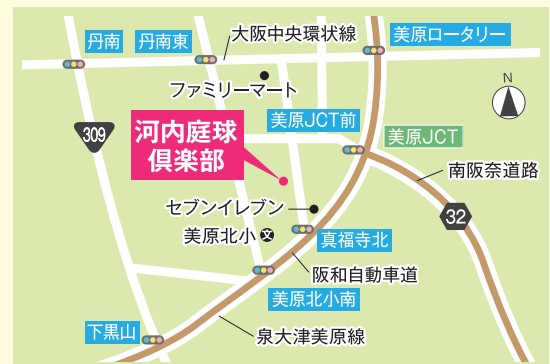 丹南
丹南東
大阪中央環状線
美原ロータリー
ファミリーマート
N
美原JCT前
309
河内庭球
倶楽部
美原JCT
南阪奈道路
セブンイレブン
32
美原北小
文
真福寺北
阪和自動車道
美原北小南
下黒山
泉大津美原線